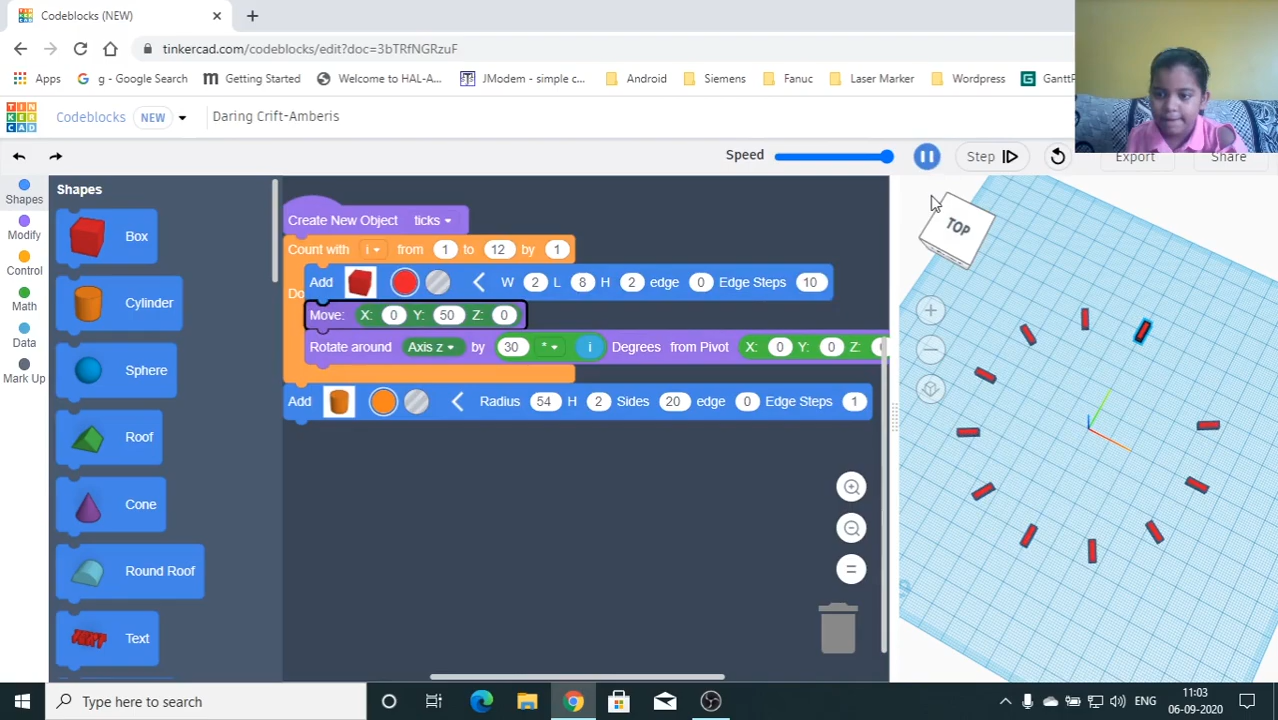 Codeblocks (NEW)
tinkercad.com/codeblocks/edit?doc=3bTRfNGRzuF
Apps G g - Google Search m Getting Started Welcome to HAL-A... JModem - simple c... Android Siemens Fanuc Laser Marker Wordpress G GanttP
TIN KER CAD Codeblocks NEW Daring Crift-Amberis
Speed Step Export Share
Shapes
Modify
Control
Math
Data
Mark Up
Shapes
Box
Cylinder
Sphere
Roof
Cone
Round Roof
Text
Create New Object ticks
Count with i from 1 to 12 by 1
Do
Add W 2 L 8 H 2 edge 0 Edge Steps 10
Move: X: 0 Y: 50 Z: 0
Rotate around Axis z by 30 * i Degrees from Pivot X: 0 Y: 0 Z:
Add Radius 54 H 2 Sides 20 edge 0 Edge Steps 1
TOP
Type here to search
ENG
11:03
06-09-2020